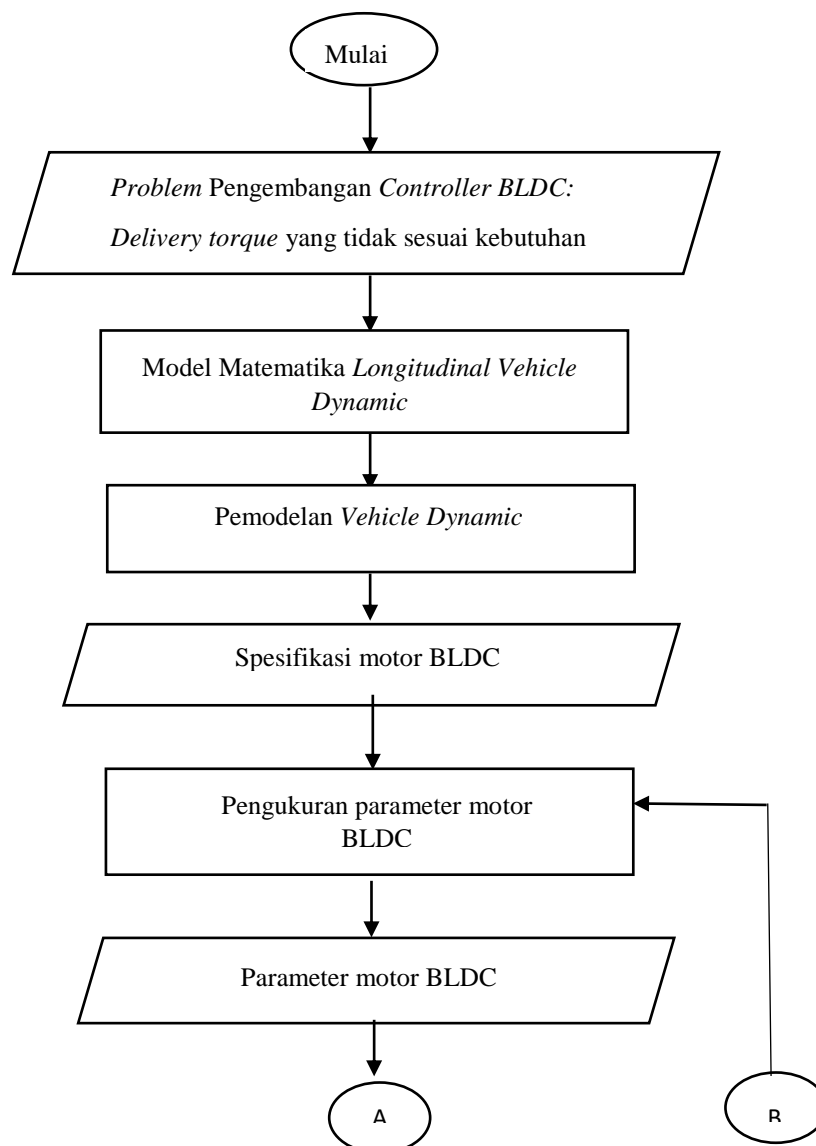 Mulai
Problem Pengembangan Controller BLDC:
Delivery torque yang tidak sesuai kebutuhan
Model Matematika Longitudinal Vehicle
Dynamic
Pemodelan Vehicle Dynamic
Spesifikasi motor BLDC
Pengukuran parameter motor
BLDC
Parameter motor BLDC
A
B